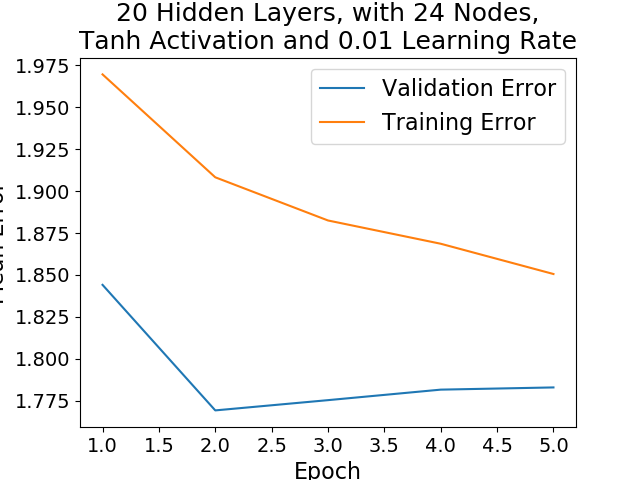 20 Hidden Layers, with 24 Nodes,
Tanh Activation and 0.01 Learning Rate
1.975
1.950
1.925
1.900
1.875
1.850
1.825
1.800
1.775
Validation Error
Training Error
1.0 1.5 2.0 2.5 3.0 3.5 4.0 4.5 5.0
Epoch